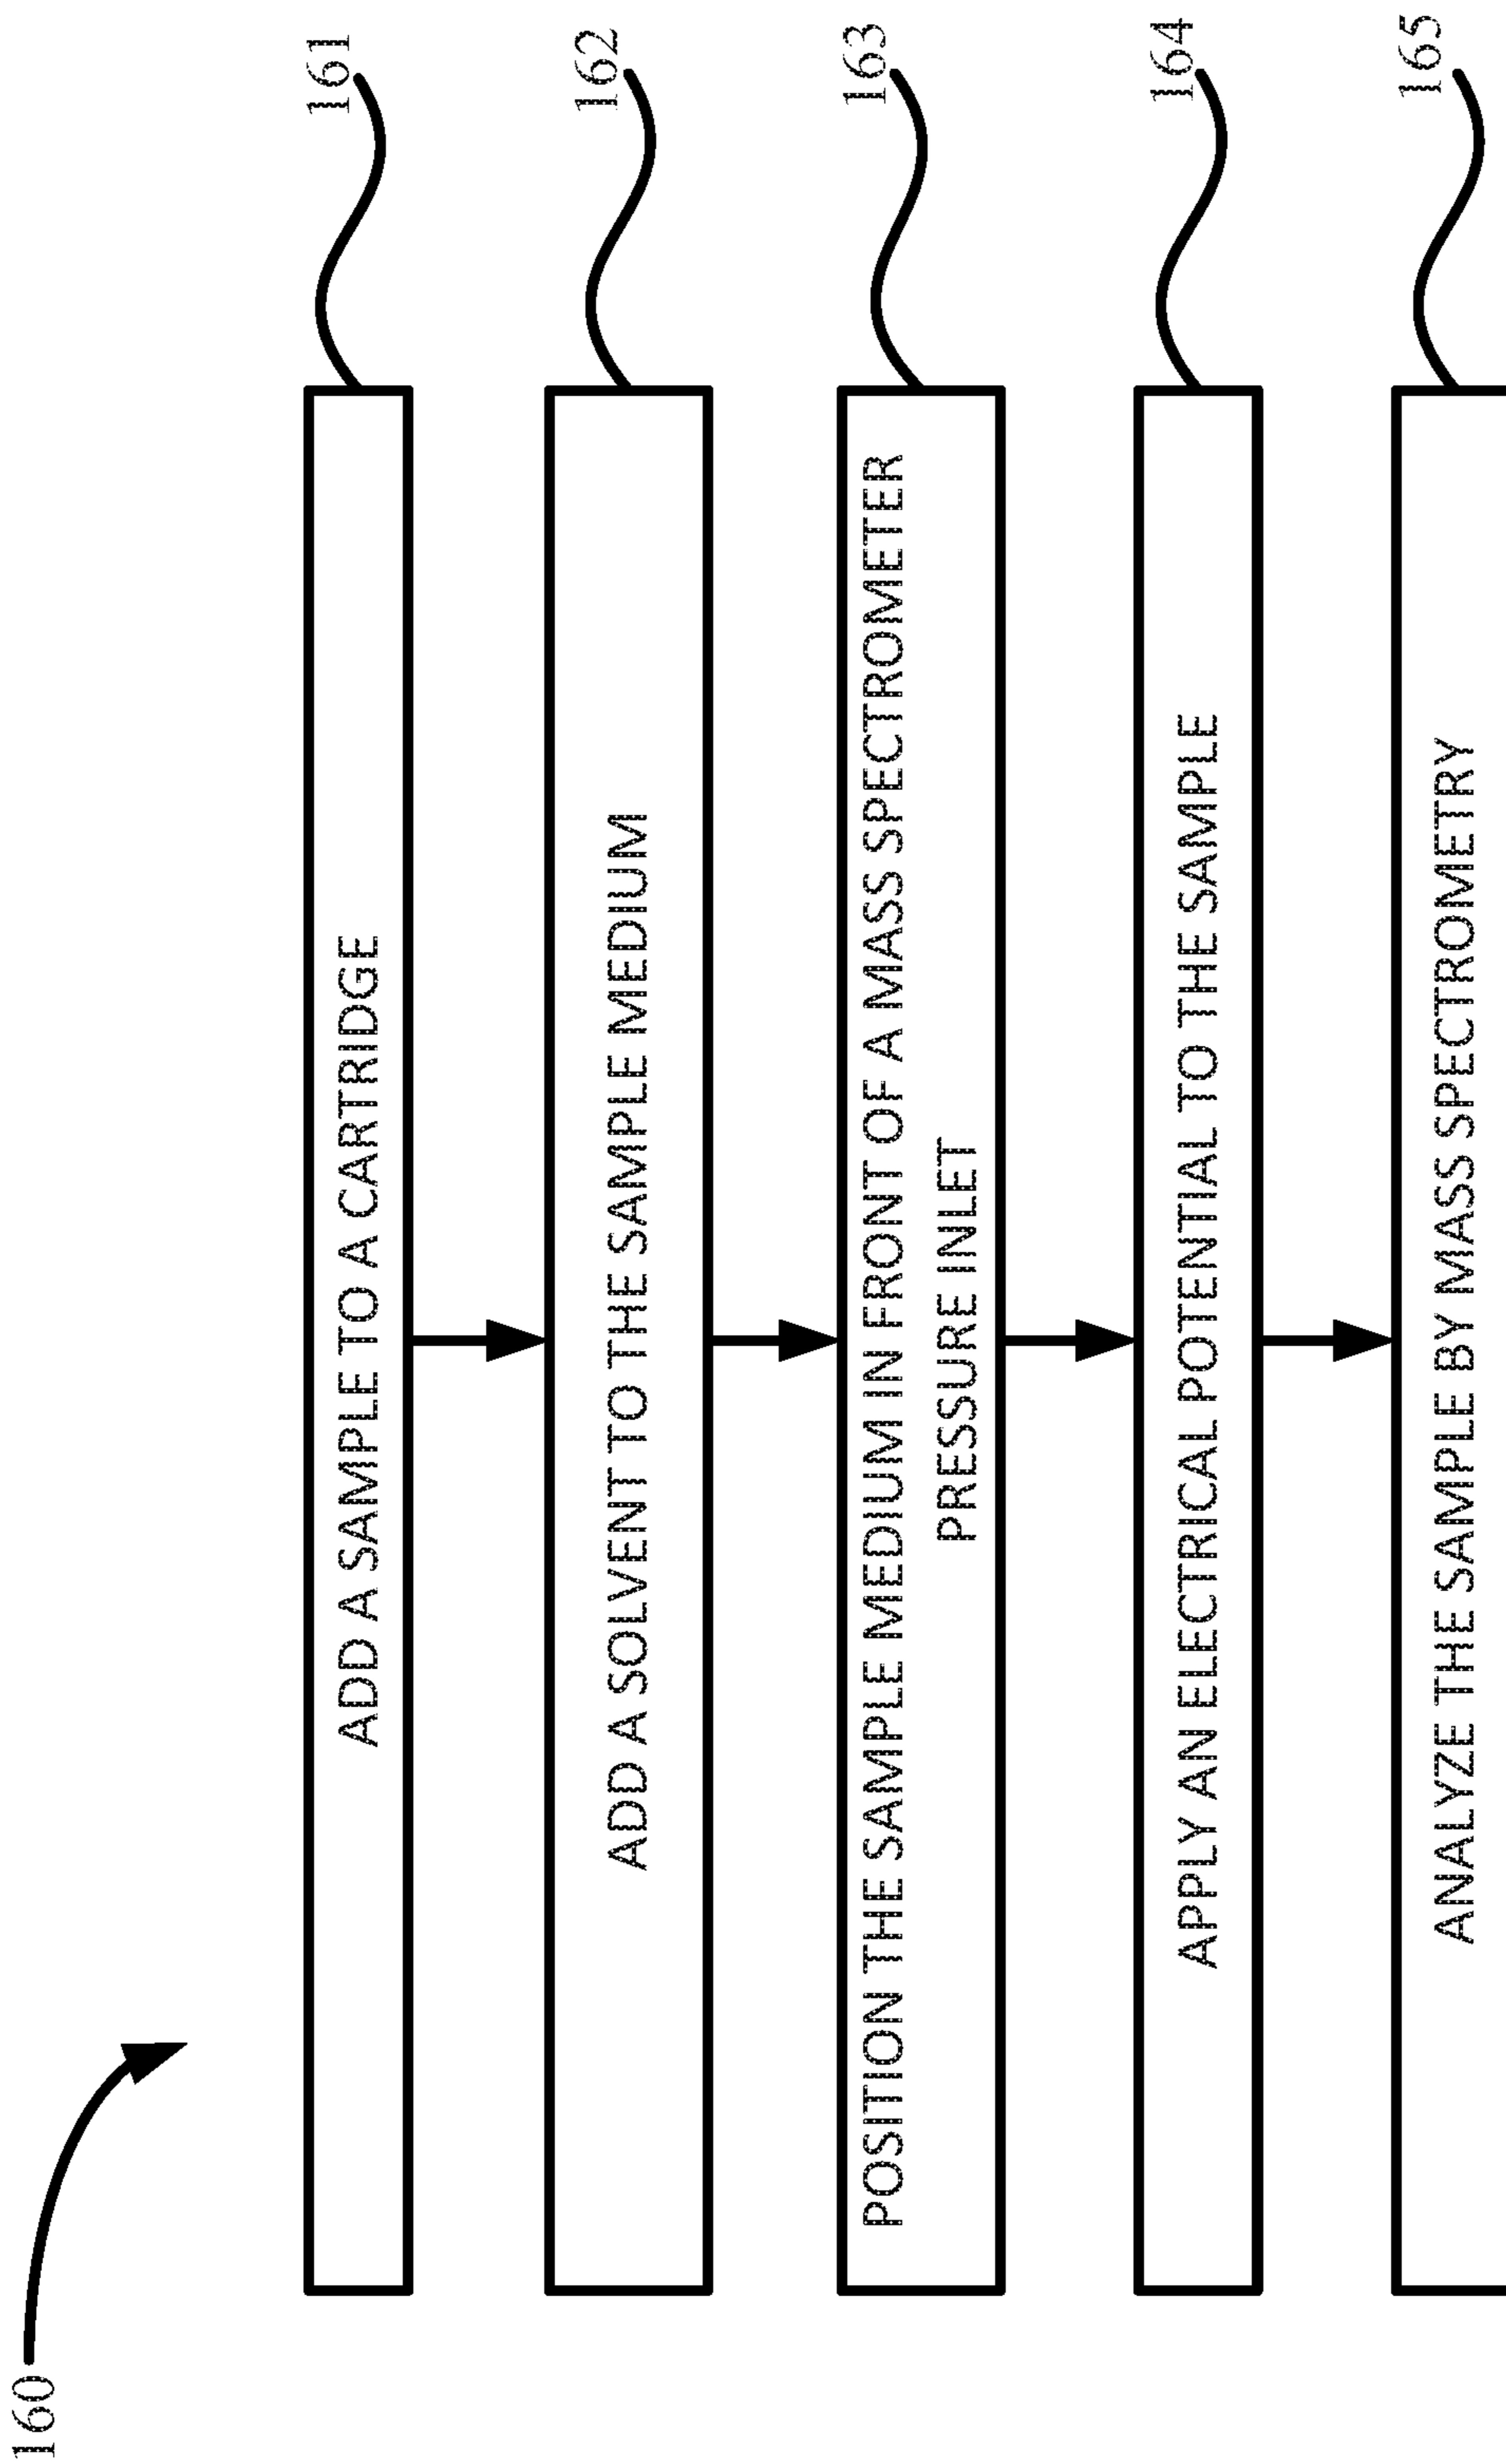 160
ADD A SAMPLE TO A CARTRIDGE
161
ADD A SOLVENT TO THE SAMPLE MEDIUM
162
POSITION THE SAMPLE MEDIUM IN FRONT OF A MASS SPECTROMETER
PRESSURE INLET
163
APPLY AN ELECTRICAL POTENTIAL TO THE SAMPLE
164
ANALYZE THE SAMPLE BY MASS SPECTROMETRY
165